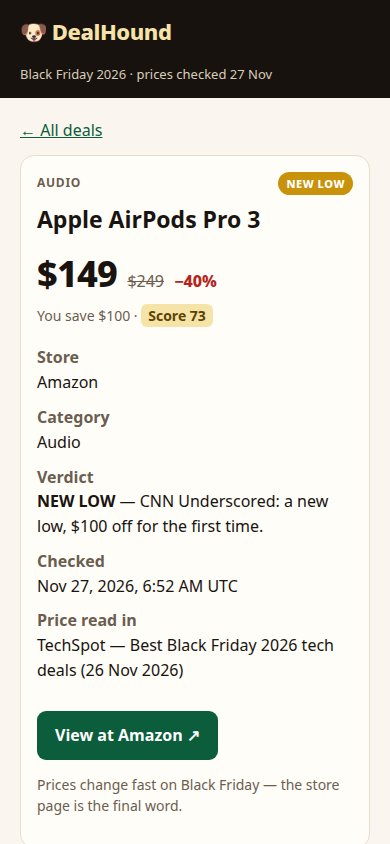 DealHound
Black Friday 2026 · prices checked 27 Nov
← All deals
AUDIO
NEW LOW
Apple AirPods Pro 3
$149 $249 −40%
You save $100 · Score 73
Store
Amazon
Category
Audio
Verdict
NEW LOW — CNN Underscored: a new
low, $100 off for the first time.
Checked
Nov 27, 2026, 6:52 AM UTC
Price read in
TechSpot — Best Black Friday 2026 tech
deals (26 Nov 2026)
View at Amazon ↗
Prices change fast on Black Friday — the store
page is the final word.